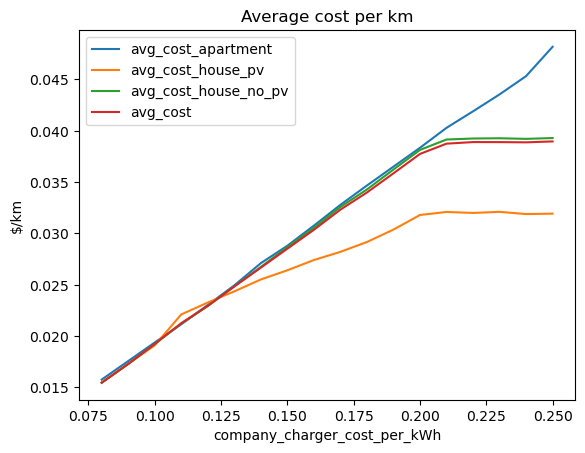 Average cost per km
avg_cost_apartment
avg_cost_house_pv
avg_cost_house_no_pv
avg_cost
$/km
0.045
0.040
0.035
0.030
0.025
0.020
0.015
0.075 0.100 0.125 0.150 0.175 0.200 0.225 0.250
company_charger_cost_per_kWh